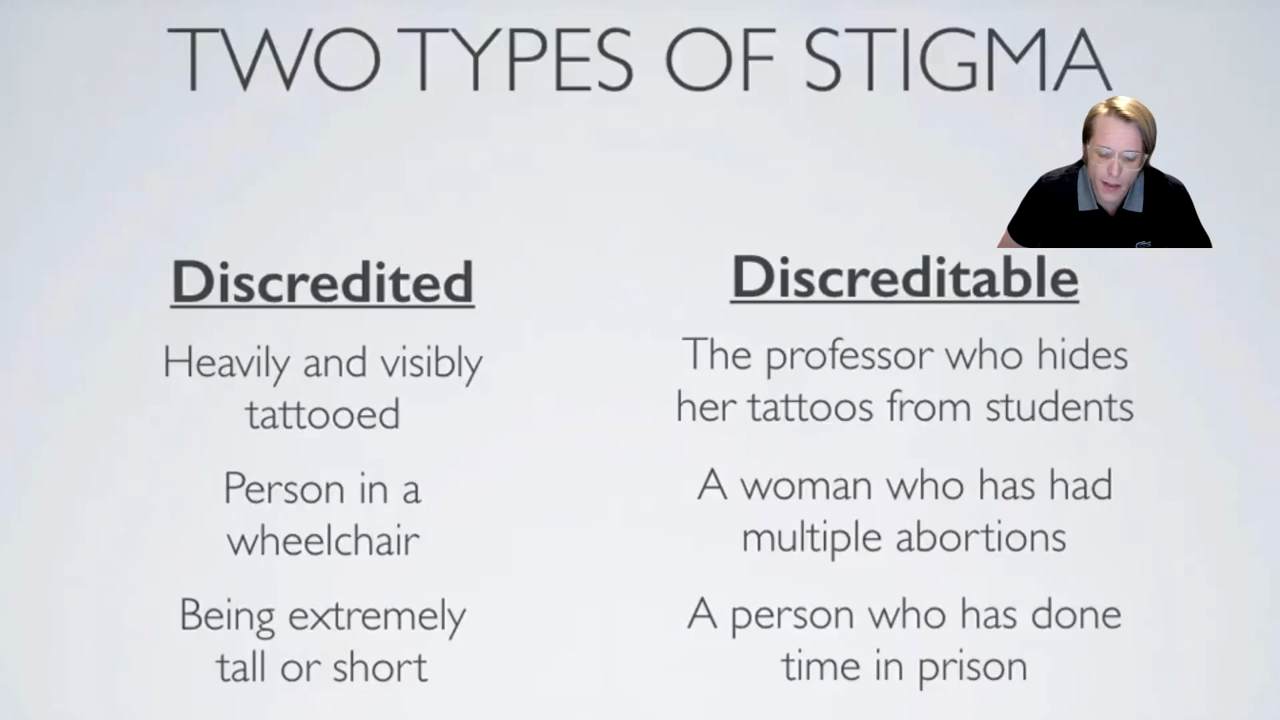 TWO TYPES OF STIGMA
Discredited
Heavily and visibly
tattooed
Person in a
wheelchair
Being extremely
tall or short
Discreditable
The professor who hides
her tattoos from students
A woman who has had
multiple abortions
A person who has done
time in prison